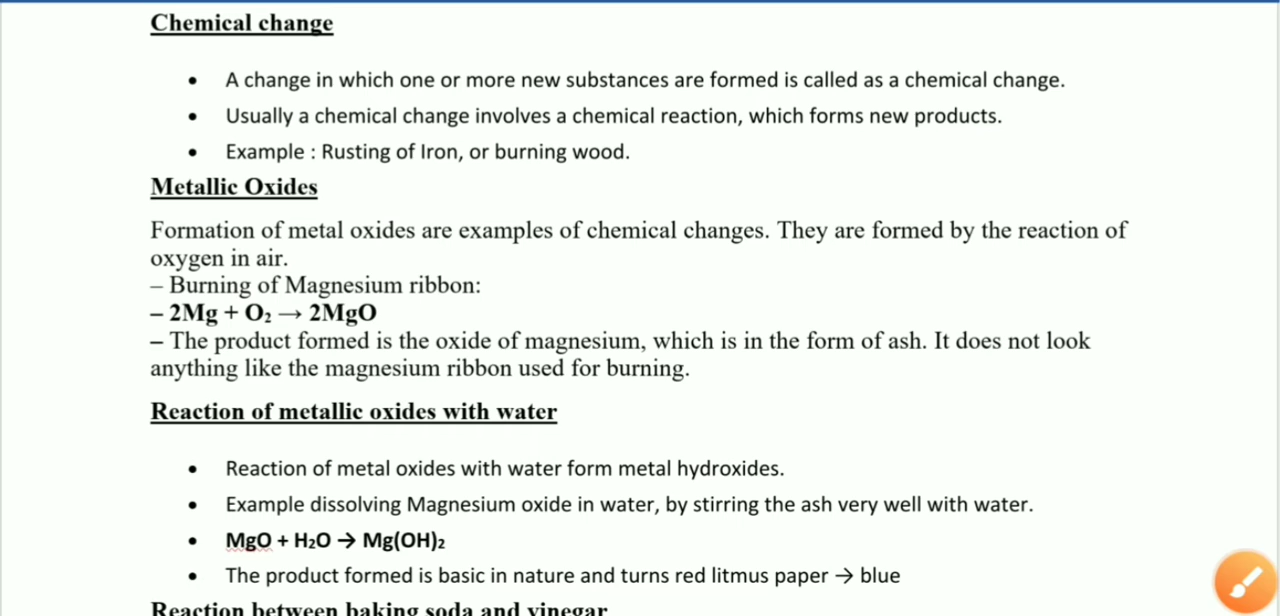 Chemical change
• A change in which one or more new substances are formed is called as a chemical change.
• Usually a chemical change involves a chemical reaction, which forms new products.
• Example : Rusting of Iron, or burning wood.
Metallic Oxides
Formation of metal oxides are examples of chemical changes. They are formed by the reaction of
oxygen in air.
– Burning of Magnesium ribbon:
– 2Mg + O₂ → 2MgO
– The product formed is the oxide of magnesium, which is in the form of ash. It does not look
anything like the magnesium ribbon used for burning.
Reaction of metallic oxides with water
• Reaction of metal oxides with water form metal hydroxides.
• Example dissolving Magnesium oxide in water, by stirring the ash very well with water.
• MgO + H₂O → Mg(OH)₂
• The product formed is basic in nature and turns red litmus paper → blue
Reaction between baking soda and vinegar